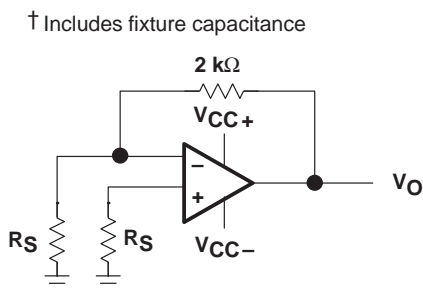 † Includes fixture capacitance
2 kΩ
VCC+
−
+
VO
RS
RS
VCC−